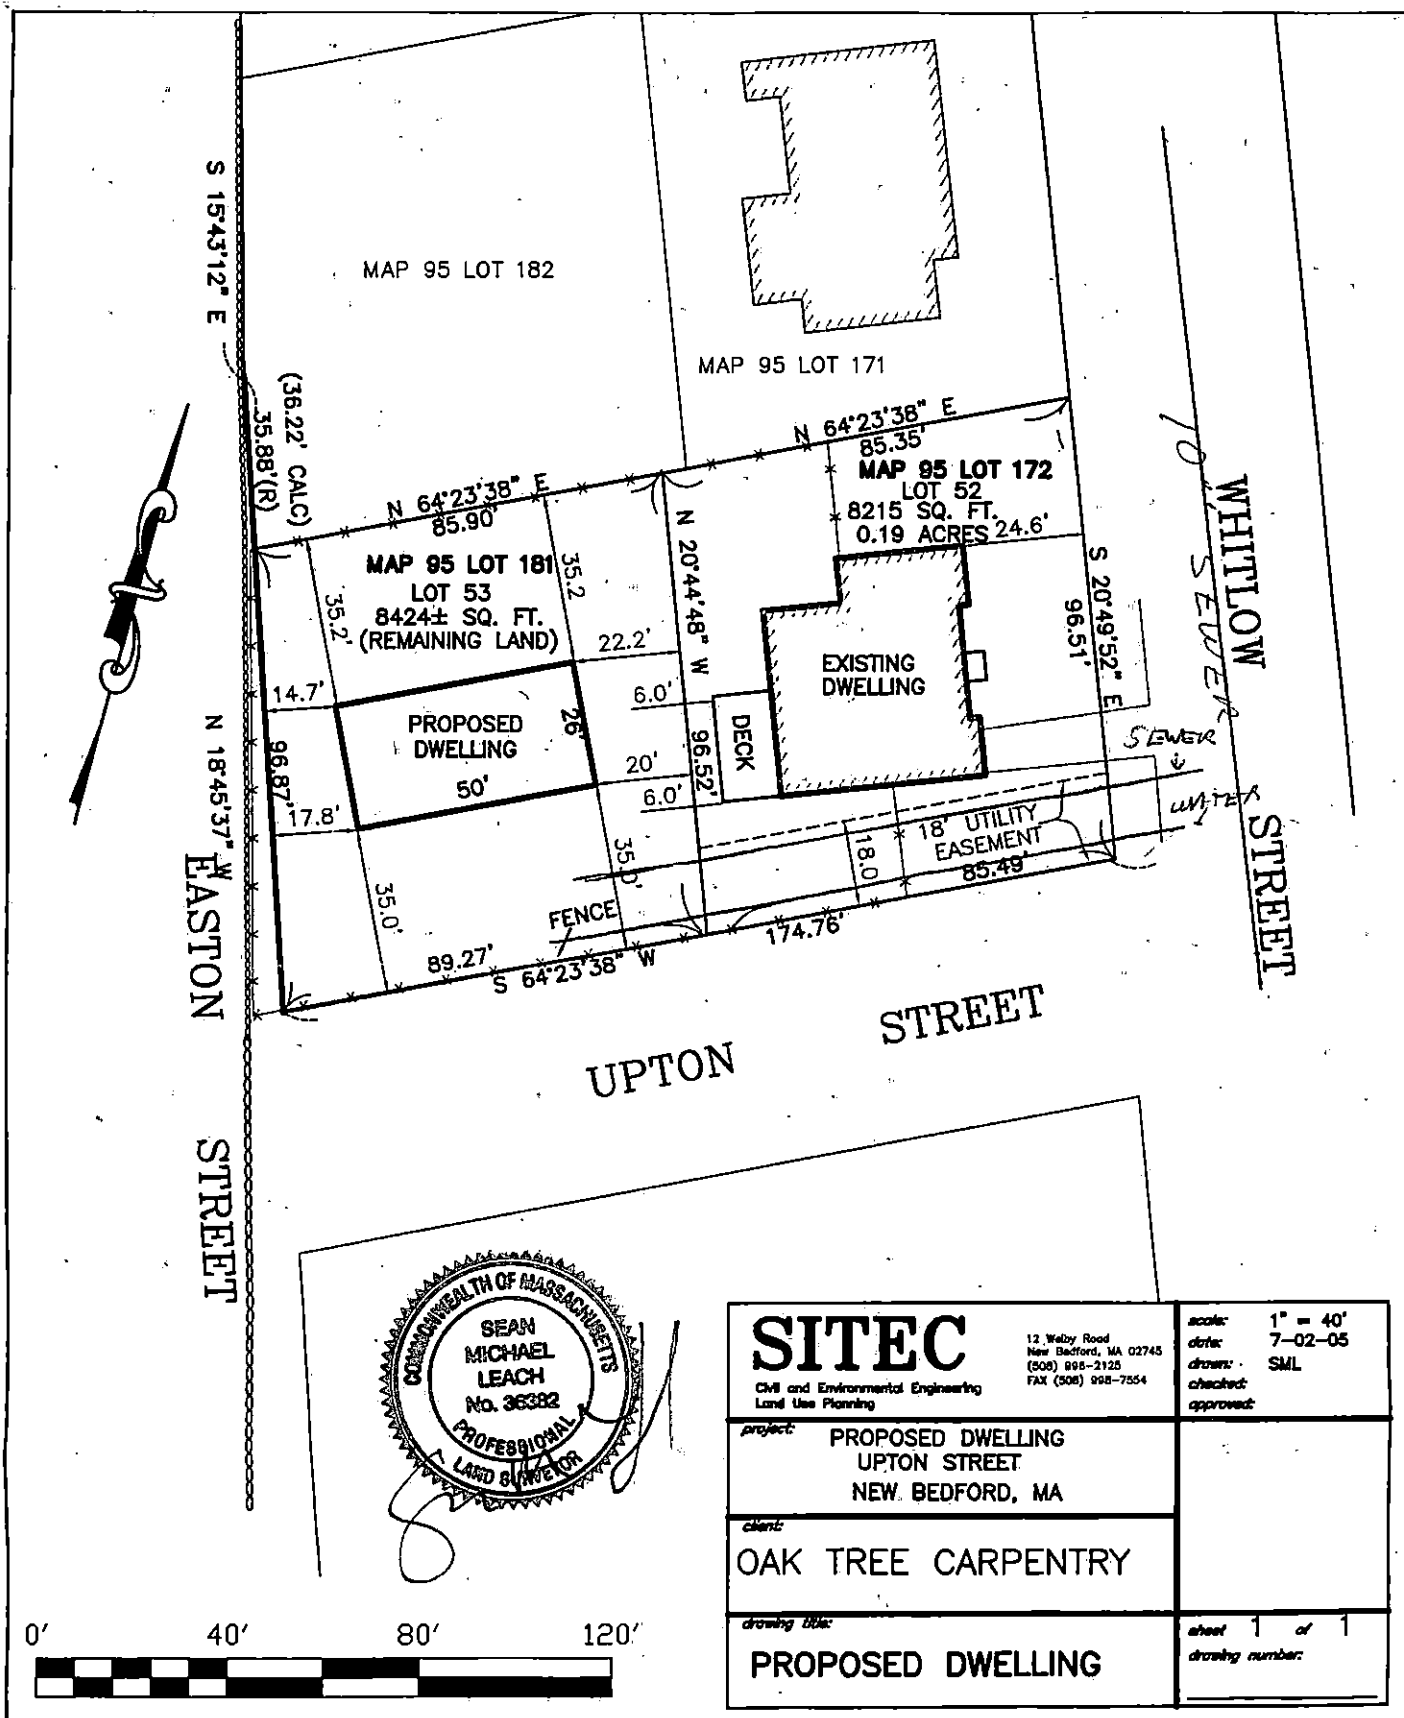 S 15°43'12" E
(36.22' CALC)
35.88'(R)
MAP 95 LOT 182
MAP 95 LOT 171
N 64°23'38" E
85.35'
MAP 95 LOT 172
LOT 52
8215 SQ. FT.
0.19 ACRES
24.6'
N 64°23'38" E
85.90'
MAP 95 LOT 181
LOT 53
8424± SQ. FT.
(REMAINING LAND)
35.2'
35.2
22.2'
N 20°44'48" W
96.52'
S 20°49'52" E
96.51'
10" SEWER
WHITLOW
STREET
EXISTING
DWELLING
DECK
6.0'
6.0'
14.7'
PROPOSED
DWELLING
26'
50'
20'
17.8'
N 18°45'37" W
96.87'
35.0'
35.0'
SEWER
WATER
18' UTILITY
EASEMENT
18.0
85.49'
FENCE
174.76'
89.27'
S 64°23'38" W
EASTON
STREET
UPTON
STREET
COMMONWEALTH OF MASSACHUSETTS
SEAN
MICHAEL
LEACH
No. 36382
PROFESSIONAL
LAND SURVEYOR
SITEC
Civil and Environmental Engineering
Land Use Planning
12 Welby Road
New Bedford, MA 02745
(508) 998-2125
FAX (508) 998-7554
scale: 1" = 40'
date: 7-02-05
drawn: SML
checked:
approved:
project: PROPOSED DWELLING
UPTON STREET
NEW BEDFORD, MA
client:
OAK TREE CARPENTRY
drawing title:
PROPOSED DWELLING
sheet 1 of 1
drawing number:
0' 40' 80' 120'